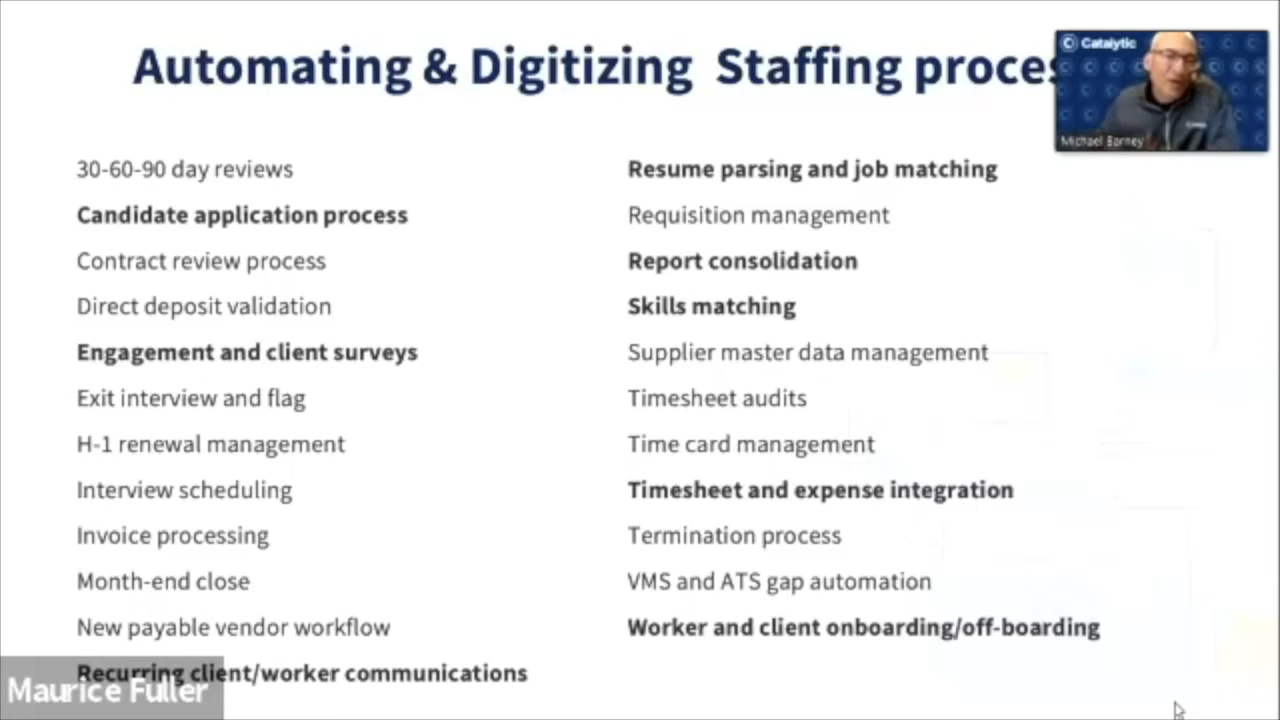 Automating & Digitizing Staffing proces
Catalytic
Michael Barney
30-60-90 day reviews
Candidate application process
Contract review process
Direct deposit validation
Engagement and client surveys
Exit interview and flag
H-1 renewal management
Interview scheduling
Invoice processing
Month-end close
New payable vendor workflow
Recurring client/worker communications
Resume parsing and job matching
Requisition management
Report consolidation
Skills matching
Supplier master data management
Timesheet audits
Time card management
Timesheet and expense integration
Termination process
VMS and ATS gap automation
Worker and client onboarding/off-boarding
Maurice Fuller